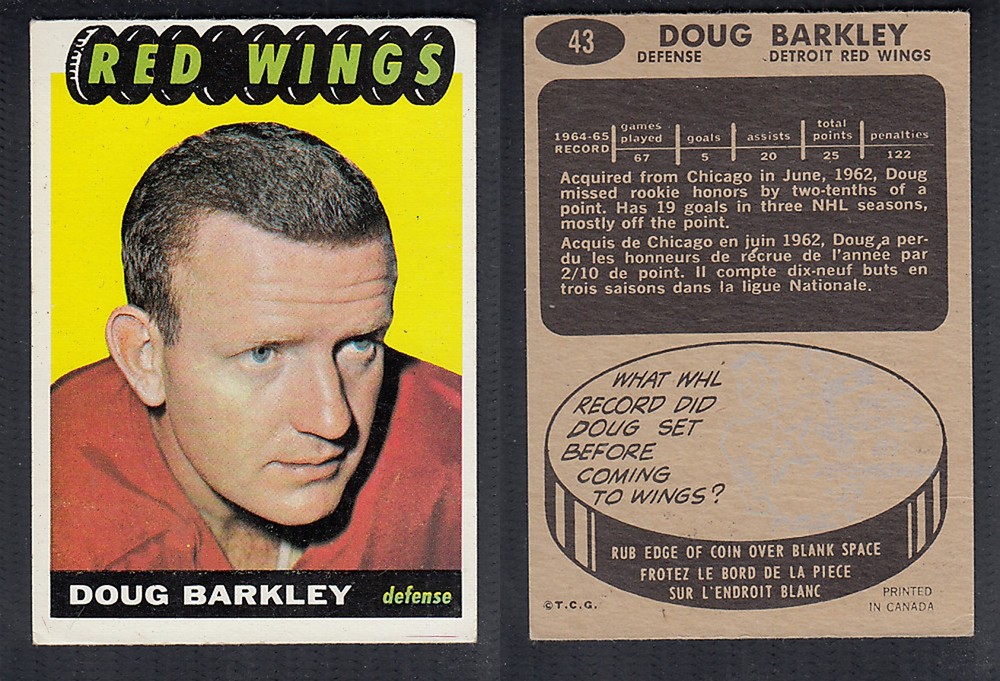 RED WINGS
DOUG BARKLEY defense
43
DOUG BARKLEY
DEFENSE DETROIT RED WINGS
1964-65 RECORD
games played goals assists total points penalties
67 5 20 25 122
Acquired from Chicago in June, 1962, Doug
missed rookie honors by two-tenths of a
point. Has 19 goals in three NHL seasons,
mostly off the point.
Acquis de Chicago en juin 1962, Doug a per-
du les honneurs de récrue de l'année par
2/10 de point. Il compte dix-neuf buts en
trois saisons dans la ligue Nationale.
WHAT WHL
RECORD DID
DOUG SET
BEFORE
COMING
TO WINGS?
RUB EDGE OF COIN OVER BLANK SPACE
FROTEZ LE BORD DE LA PIECE
SUR L'ENDROIT BLANC
©T.C.G.
PRINTED
IN CANADA